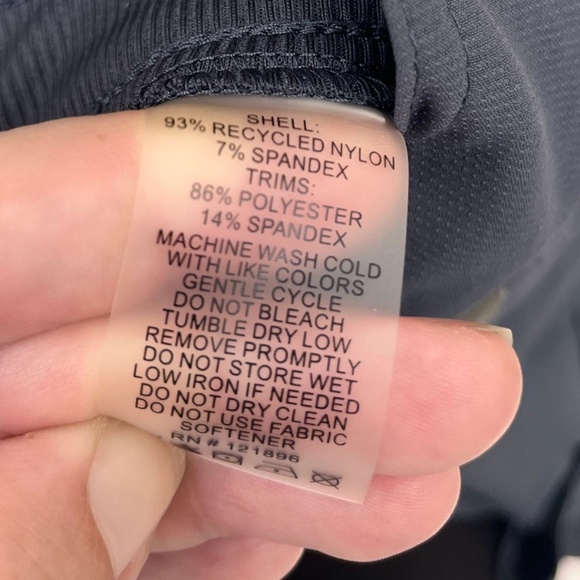 SHELL:
93% RECYCLED NYLON
7% SPANDEX
TRIMS:
86% POLYESTER
14% SPANDEX
MACHINE WASH COLD
WITH LIKE COLORS
GENTLE CYCLE
DO NOT BLEACH
TUMBLE DRY LOW
REMOVE PROMPTLY
DO NOT STORE WET
LOW IRON IF NEEDED
DO NOT DRY CLEAN
DO NOT USE FABRIC
SOFTENER
RN # 121896